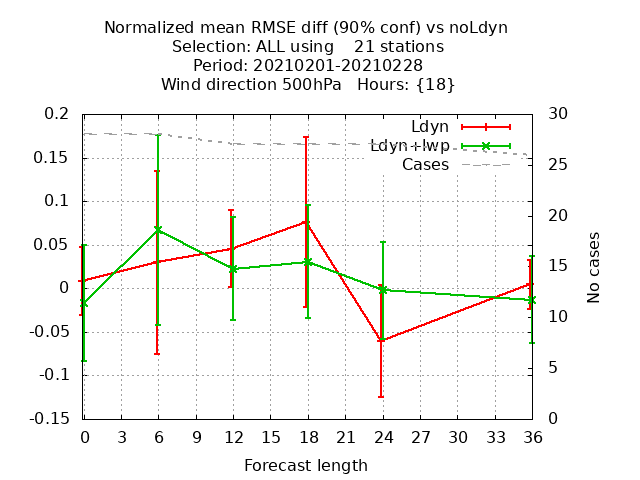 Normalized mean RMSE diff (90% conf) vs noLdyn
Selection: ALL using    21 stations
Period: 20210201-20210228
Wind direction 500hPa   Hours: {18}
0.2
0.15
0.1
0.05
0
-0.05
-0.1
-0.15
30
25
20
15
10
5
0
Ldyn
Ldyn+lwp
Cases
No cases
0 3 6 9 12 15 18 21 24 27 30 33 36
Forecast length